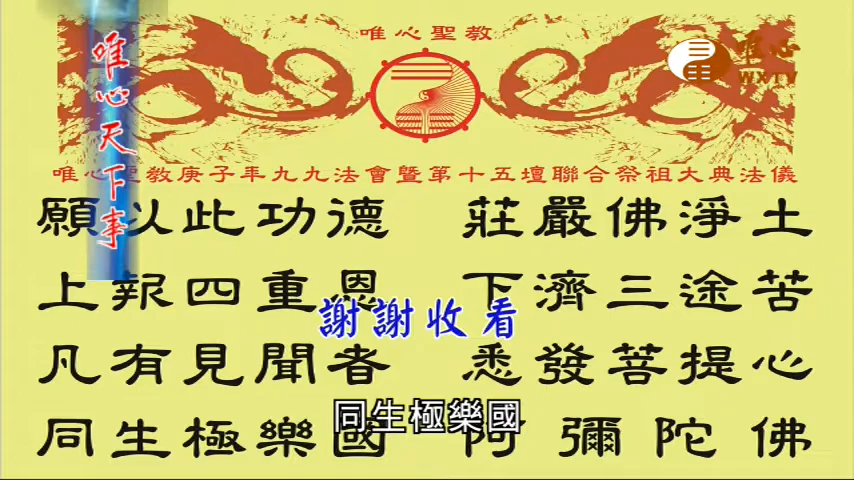 唯心聖教
唯心
WXTV
唯心天下事
唯心聖教庚子年九九法會暨第十五壇聯合祭祖大典法儀
願以此功德 莊嚴佛淨土
上報四重恩 下濟三途苦
謝謝收看
凡有見聞者 悉發菩提心
同生極樂國 阿彌陀佛
同生極樂國